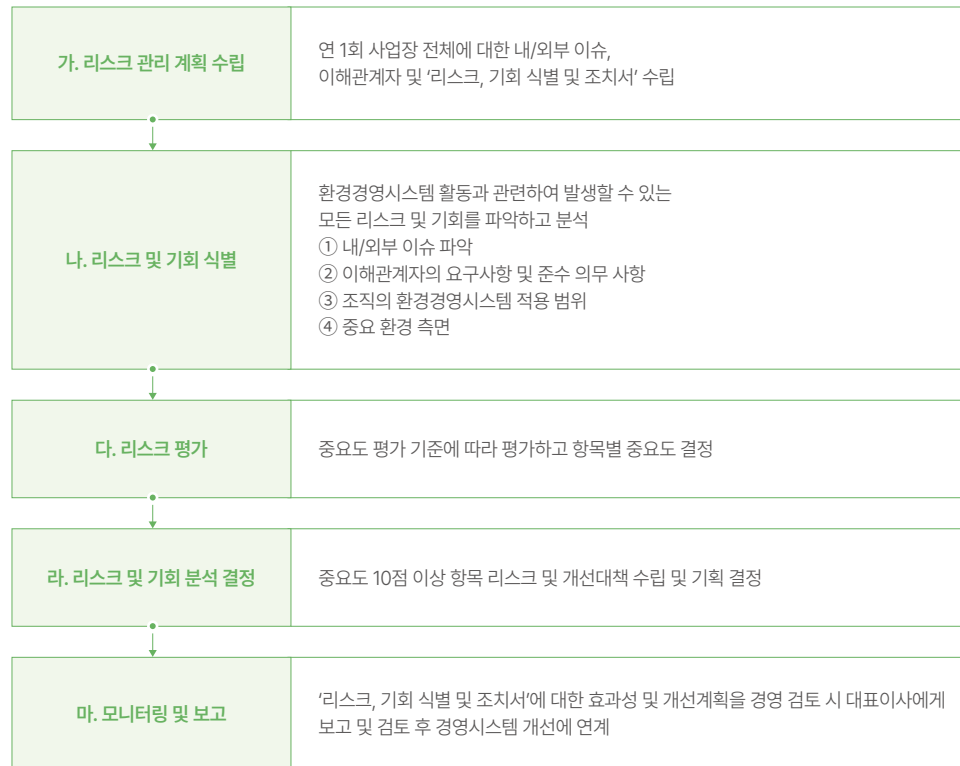 가. 리스크 관리 계획 수립
연 1회 사업장 전체에 대한 내/외부 이슈,
이해관계자 및 ‘리스크, 기회 식별 및 조치서’ 수립
나. 리스크 및 기회 식별
환경경영시스템 활동과 관련하여 발생할 수 있는
모든 리스크 및 기회를 파악하고 분석
① 내/외부 이슈 파악
② 이해관계자의 요구사항 및 준수 의무 사항
③ 조직의 환경경영시스템 적용 범위
④ 중요 환경 측면
다. 리스크 평가
중요도 평가 기준에 따라 평가하고 항목별 중요도 결정
라. 리스크 및 기회 분석 결정
중요도 10점 이상 항목 리스크 및 개선대책 수립 및 기획 결정
마. 모니터링 및 보고
‘리스크, 기회 식별 및 조치서’에 대한 효과성 및 개선계획을 경영 검토 시 대표이사에게
보고 및 검토 후 경영시스템 개선에 연계